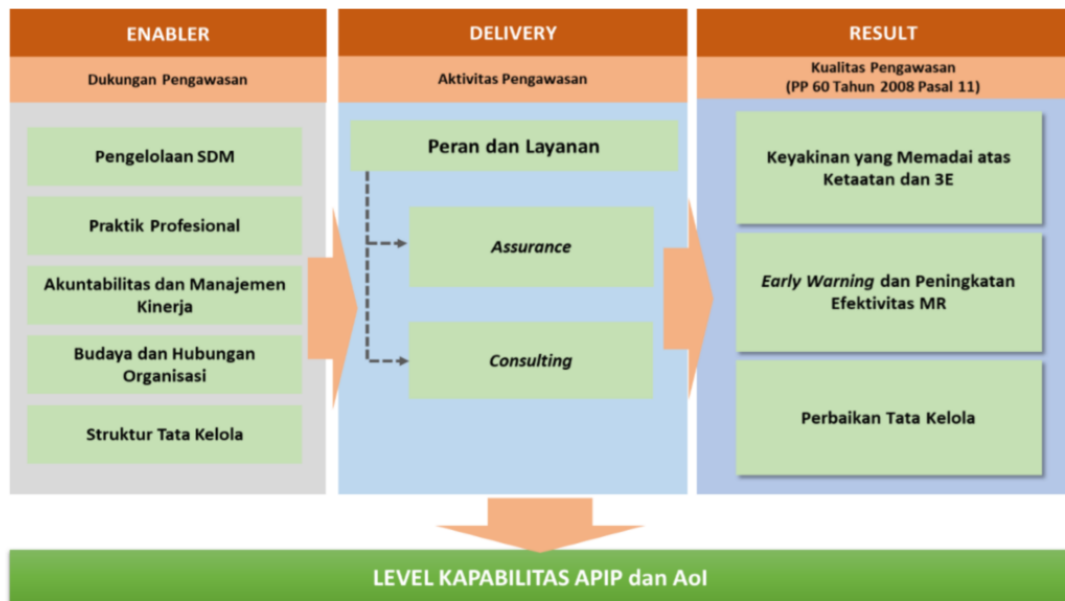 ENABLER
Dukungan Pengawasan
Pengelolaan SDM
Praktik Profesional
Akuntabilitas dan Manajemen
Kinerja
Budaya dan Hubungan
Organisasi
Struktur Tata Kelola
DELIVERY
Aktivitas Pengawasan
Peran dan Layanan
Assurance
Consulting
RESULT
Kualitas Pengawasan
(PP 60 Tahun 2008 Pasal 11)
Keyakinan yang Memadai atas
Ketaatan dan 3E
Early Warning dan Peningkatan
Efektivitas MR
Perbaikan Tata Kelola
LEVEL KAPABILITAS APIP dan AoI